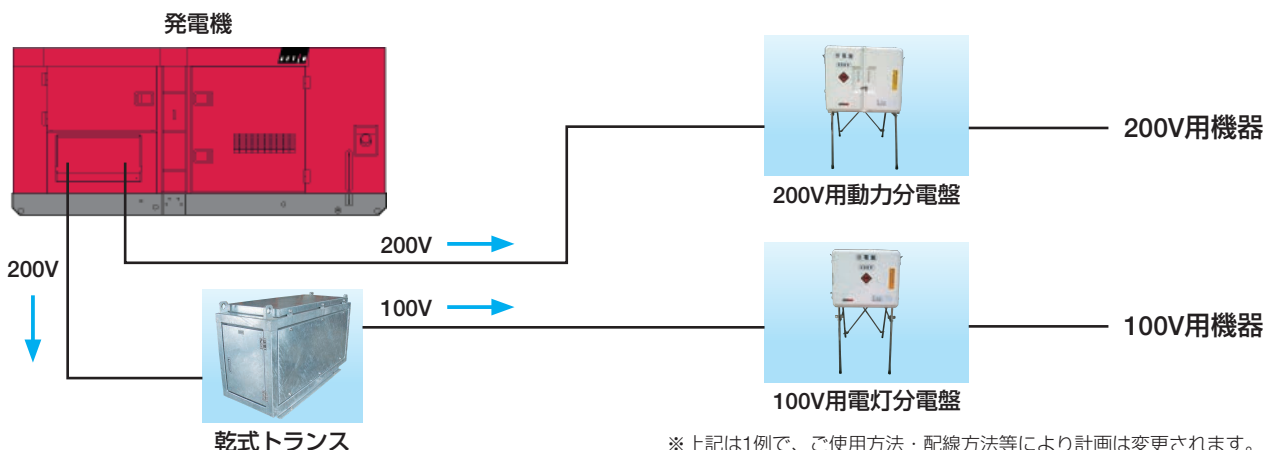 発電機
200V用機器
200V用動力分電盤
200V
200V
100V
100V用機器
100V用電灯分電盤
乾式トランス
※上記は1例で、ご使用方法・配線方法等により計画は変更されます。